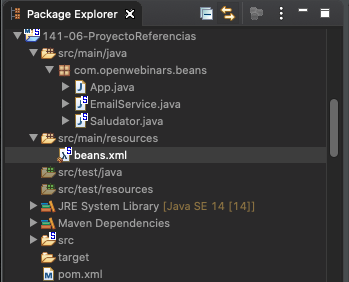 Package Explorer
141-06-ProyectoReferencias
src/main/java
com.openwebinars.beans
App.java
EmailService.java
Saludator.java
src/main/resources
beans.xml
src/test/java
src/test/resources
JRE System Library [Java SE 14 [14]]
Maven Dependencies
src
target
pom.xml